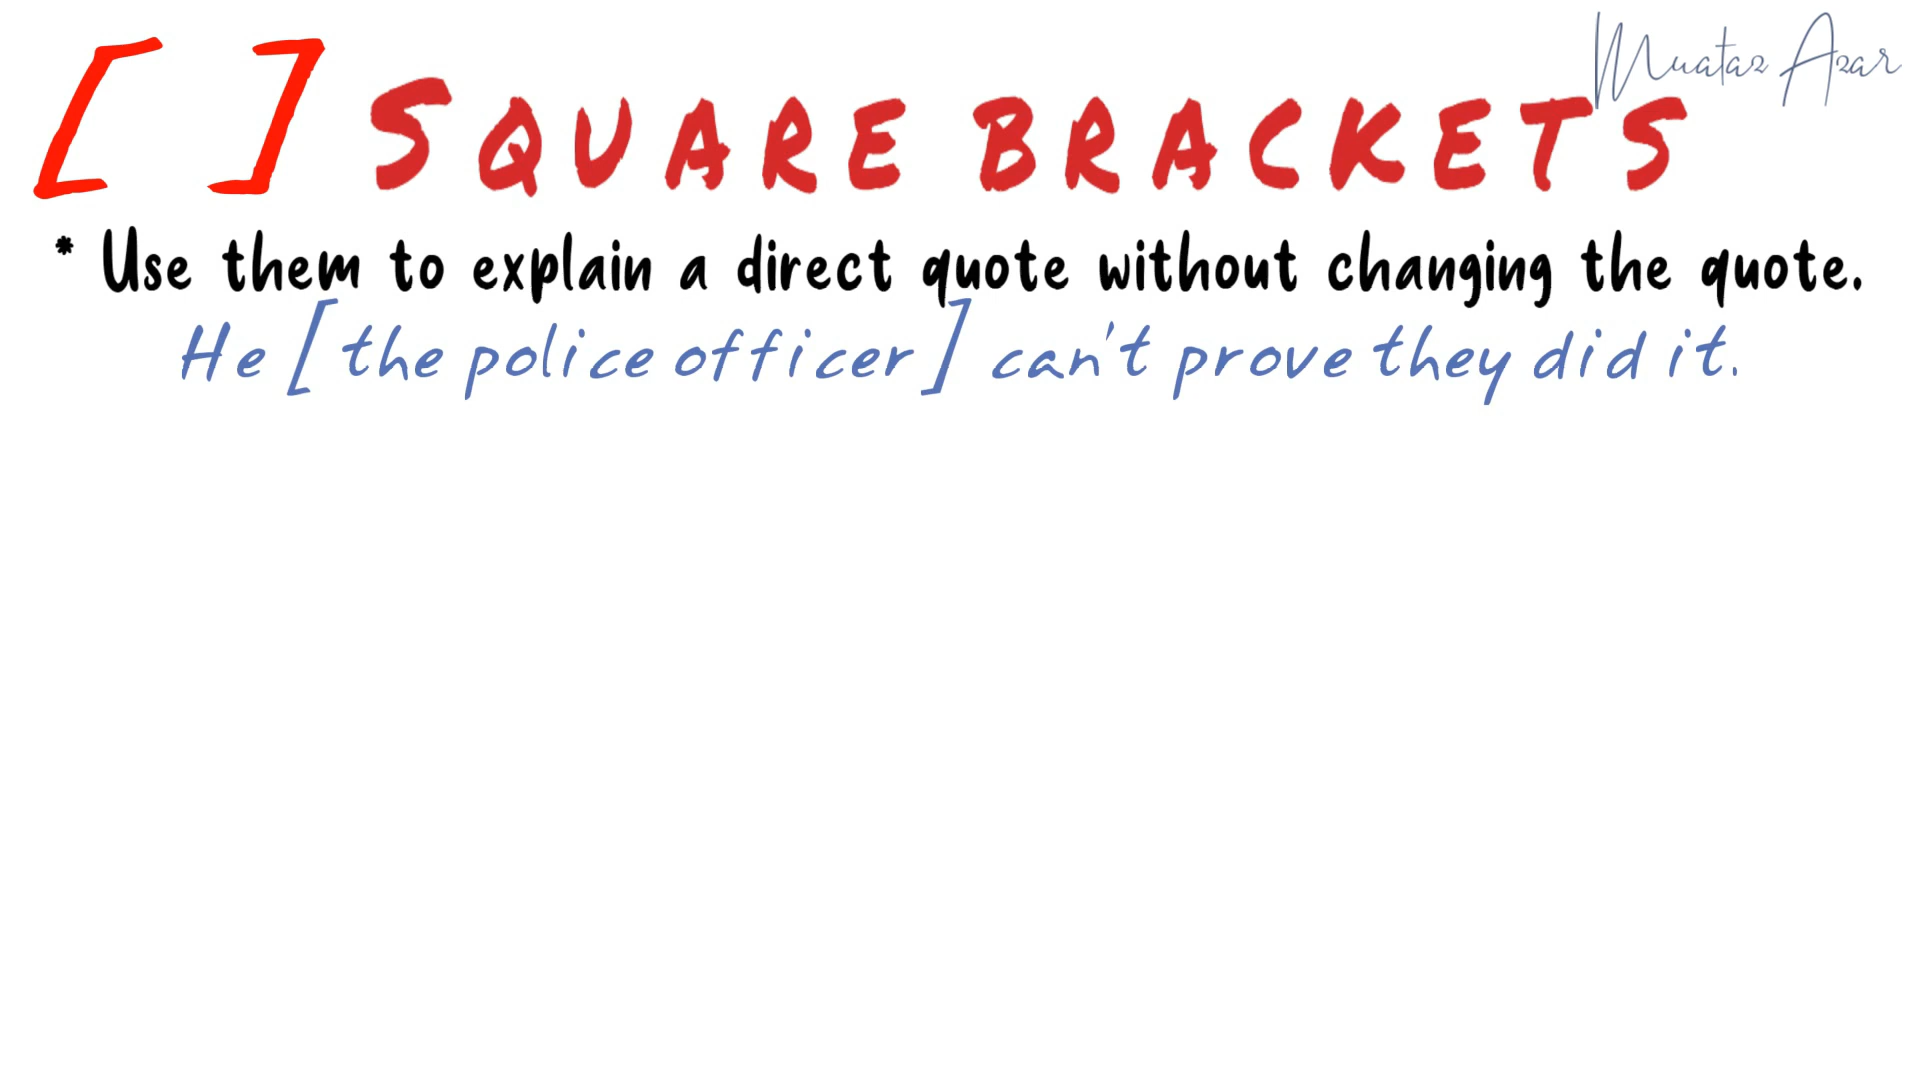 Muataz Azar
[ ] SQUARE BRACKETS
* Use them to explain a direct quote without changing the quote.
He [the police officer] can't prove they did it.